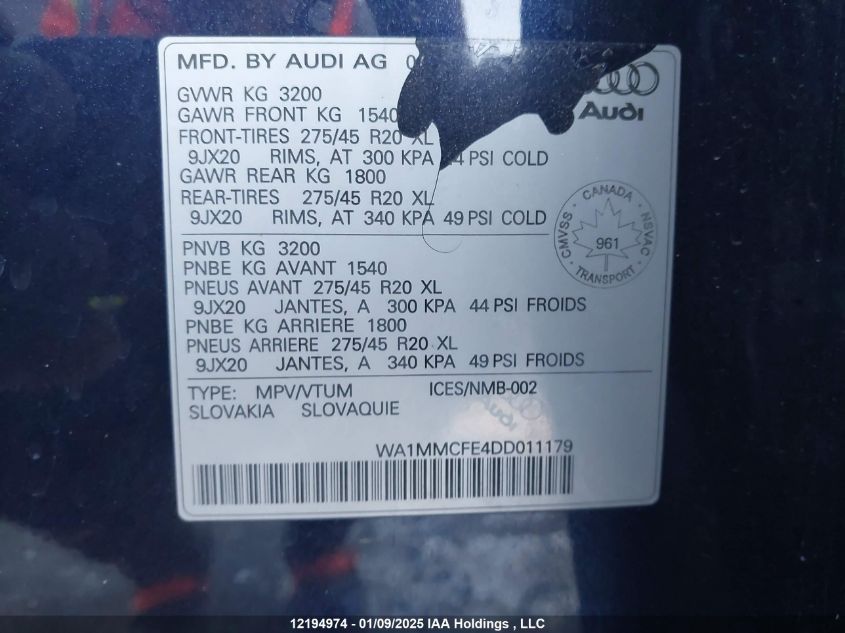 MFD. BY AUDI AG 0
GVWR KG 3200
GAWR FRONT KG 1540
FRONT-TIRES 275/45 R20 XL
9JX20 RIMS, AT 300 KPA 4 PSI COLD
GAWR REAR KG 1800
REAR-TIRES 275/45 R20 XL
9JX20 RIMS, AT 340 KPA 49 PSI COLD
Audi
CANADA
CMVSS NSVAC
961
TRANSPORT
PNVB KG 3200
PNBE KG AVANT 1540
PNEUS AVANT 275/45 R20 XL
9JX20 JANTES, A 300 KPA 44 PSI FROIDS
PNBE KG ARRIERE 1800
PNEUS ARRIERE 275/45 R20 XL
9JX20 JANTES, A 340 KPA 49 PSI FROIDS
TYPE: MPV/VTUM ICES/NMB-002
SLOVAKIA SLOVAQUIE
Audi
WA1MMCFE4DD011179
12194974 - 01/09/2025 IAA Holdings , LLC